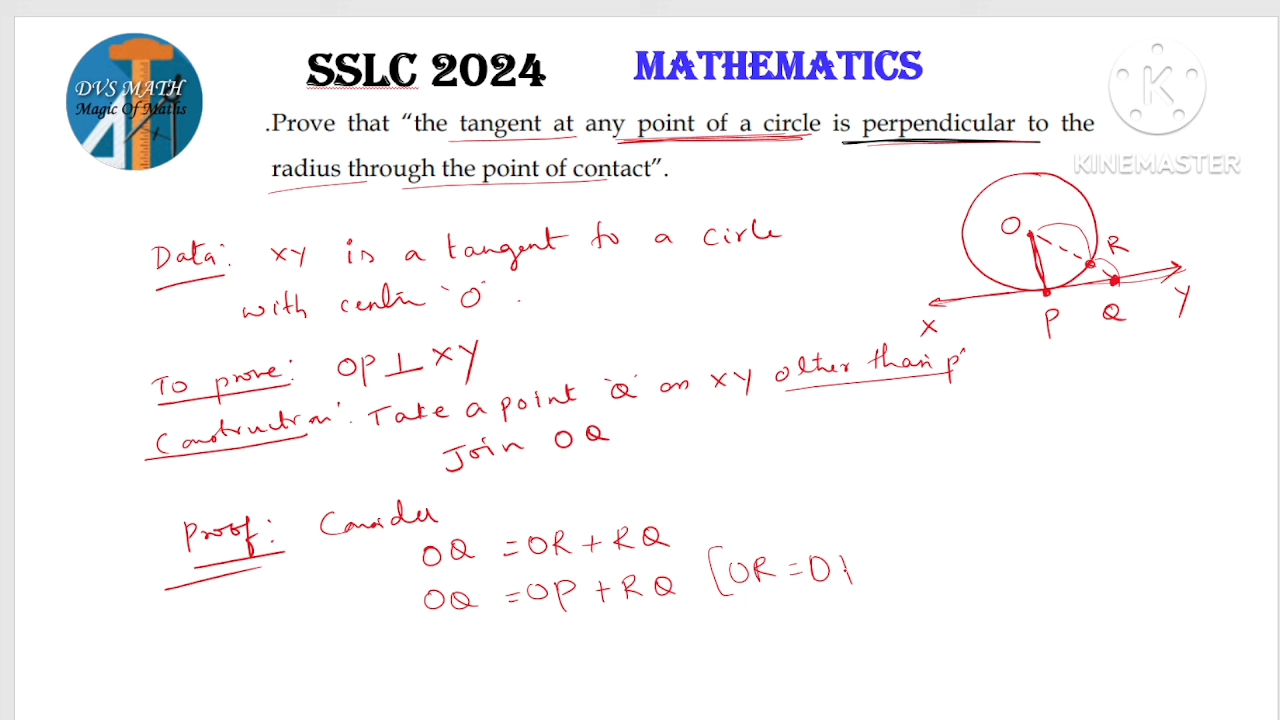 SSLC 2024 MATHEMATICS
DVS MATH
Magic Of Maths
K
KINEMASTER
.Prove that “the tangent at any point of a circle is perpendicular to the
radius through the point of contact”.
O
R
X
P
Q
Y
Data: XY is a tangent to a circle
with centre 'O'.
To prove: OP ⊥ XY
Construction: Take a point 'Q' on XY other than 'P'
Join OQ
Proof: Consider
OQ = OR + RQ
OQ = OP + RQ [OR = O